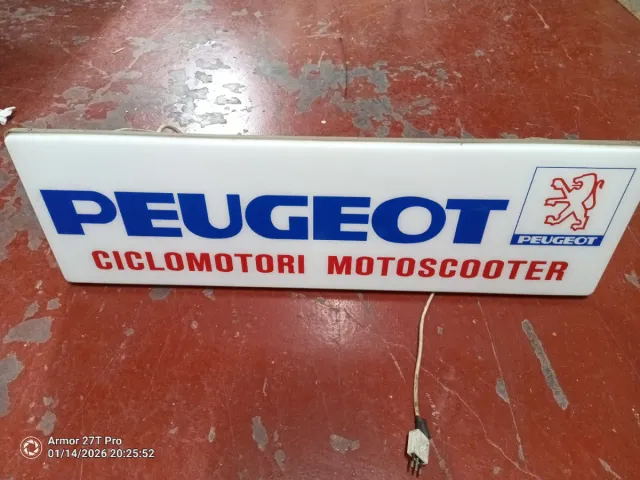 PEUGEOT
PEUGEOT
CICLOMOTORI MOTOSCOOTER
Armor 27T Pro
01/14/2026 20:25:52